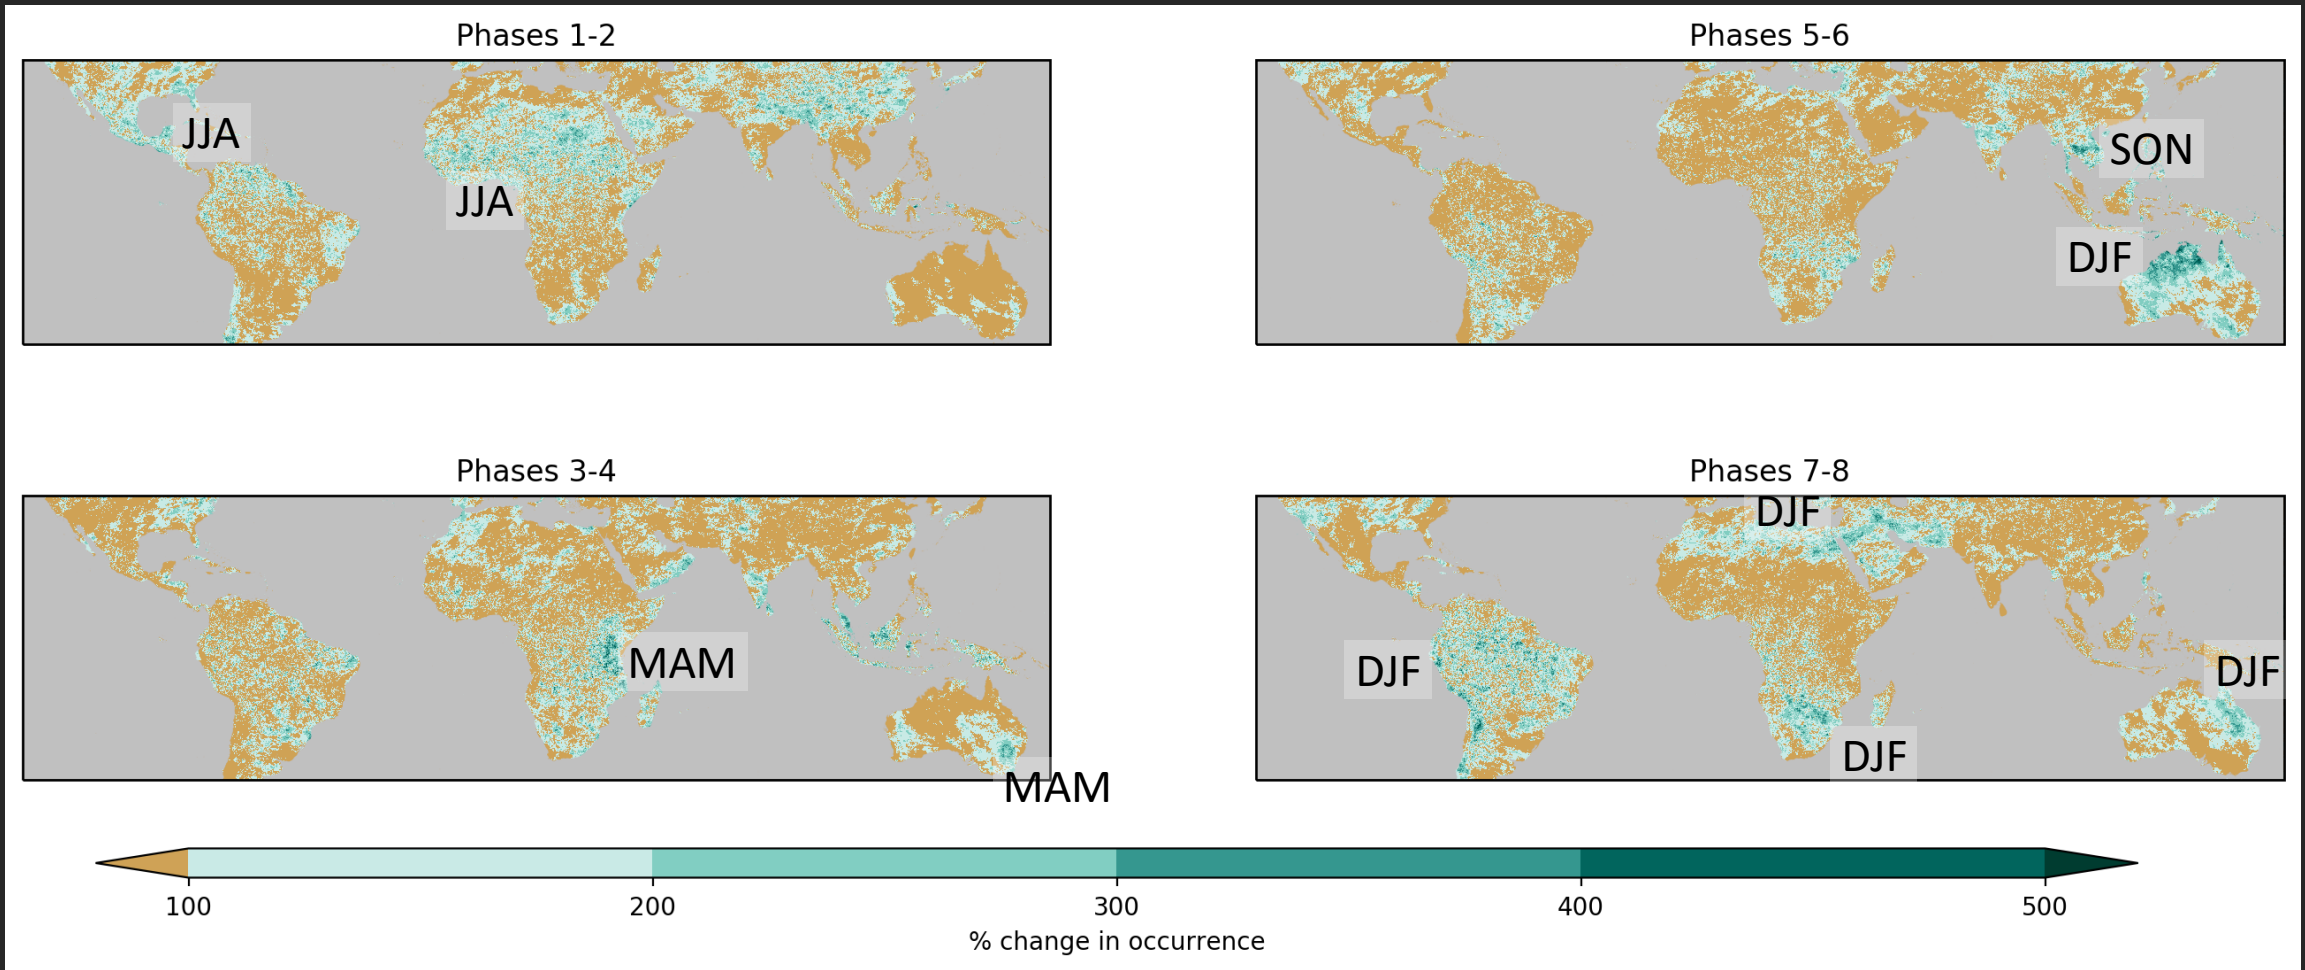 Phases 1-2
JJA
JJA
Phases 5-6
SON
DJF
Phases 3-4
MAM
MAM
Phases 7-8
DJF
DJF
DJF
DJF
100 200 300 400 500
% change in occurrence